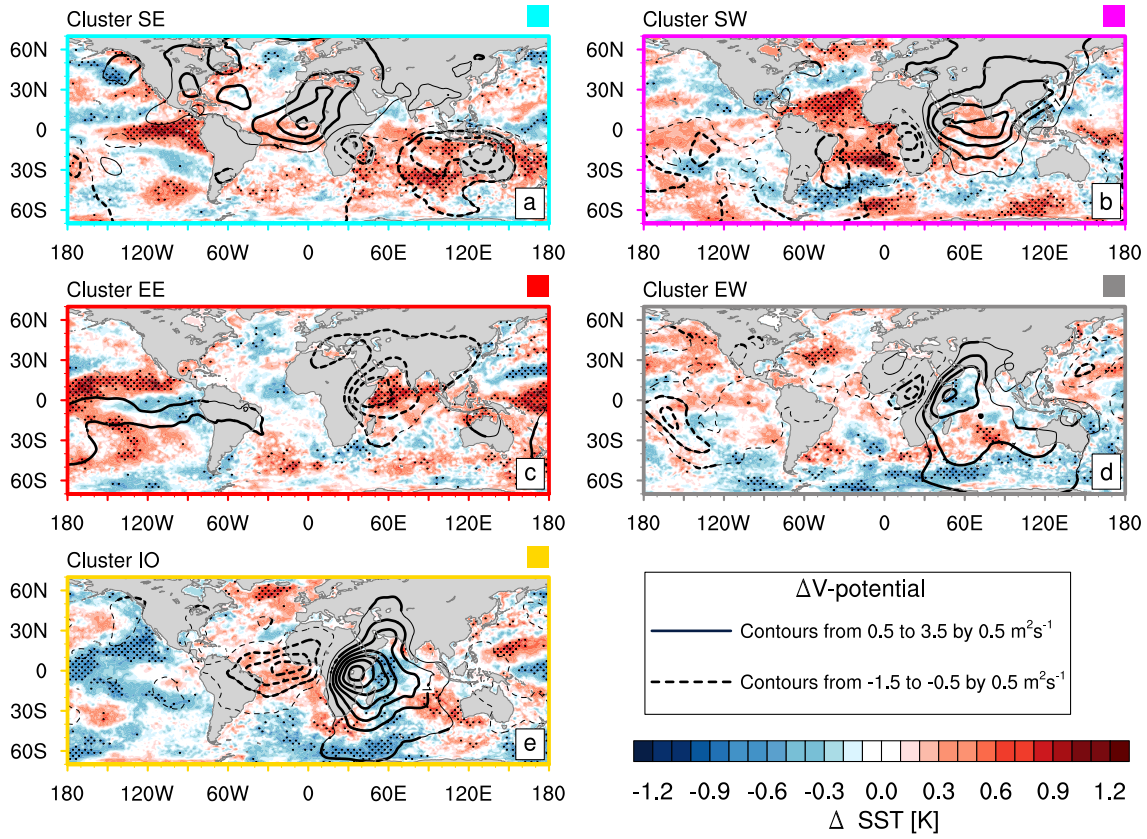 Cluster SE
60N
30N
0
30S
60S
a
180 120W 60W 0 60E 120E 180
Cluster SW
60N
30N
0
30S
60S
1
b
180 120W 60W 0 60E 120E 180
Cluster EE
60N
30N
0
30S
60S
c
180 120W 60W 0 60E 120E 180
Cluster EW
60N
30N
0
30S
60S
d
180 120W 60W 0 60E 120E 180
Cluster IO
60N
30N
0
30S
60S
1
e
180 120W 60W 0 60E 120E 180
ΔV-potential
Contours from 0.5 to 3.5 by 0.5 m²s⁻¹
Contours from -1.5 to -0.5 by 0.5 m²s⁻¹
-1.2 -0.9 -0.6 -0.3 0.0 0.3 0.6 0.9 1.2
Δ SST [K]